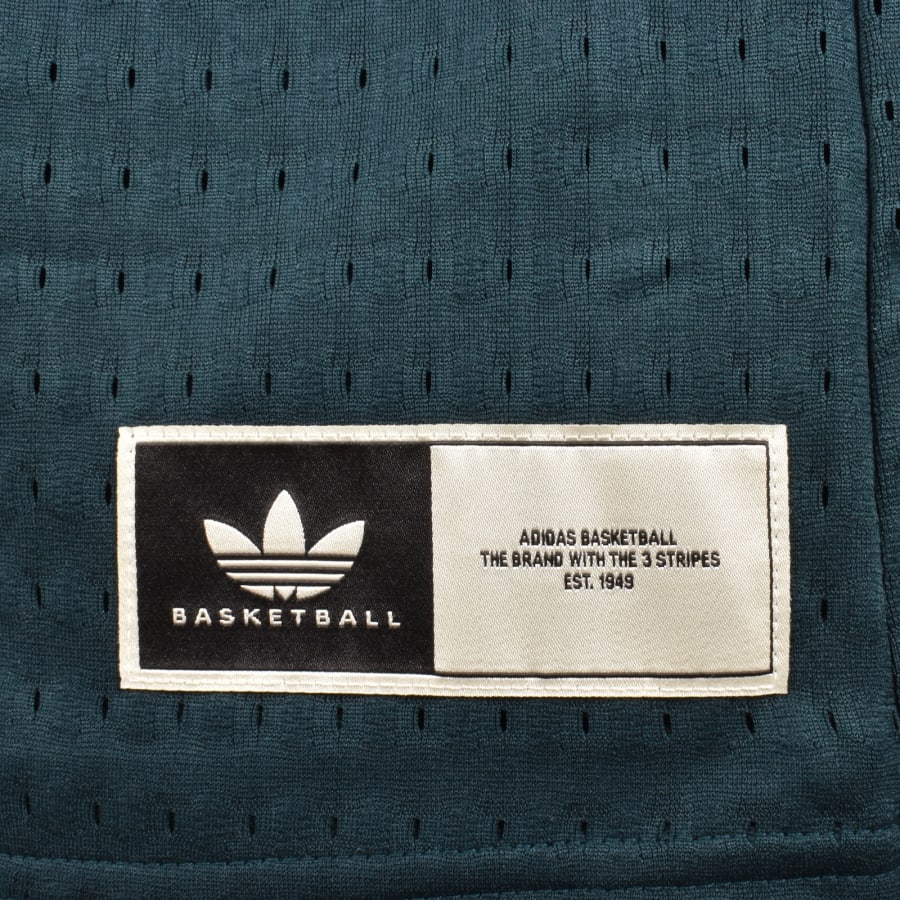 BASKETBALL
ADIDAS BASKETBALL
THE BRAND WITH THE 3 STRIPES
EST. 1949